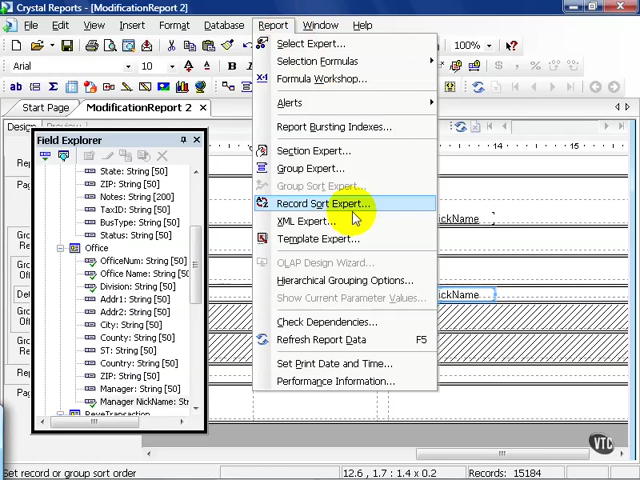 Crystal Reports - [ModificationReport 2]
File Edit View Insert Format Database Report Window Help
Arial 10 100%
Start Page ModificationReport 2
Design Preview
Field Explorer
State: String [50]
ZIP: String [50]
Notes: String [200]
TaxID: String [50]
BusType: String [50]
Status: String [50]
Office
OfficeNum: String [50]
Office Name: String [50]
Division: String [50]
Addr1: String [50]
Addr2: String [50]
City: String [50]
County: String [50]
ST: String [50]
County: String [50]
ZIP: String [50]
Manager: String [50]
Manager NickName: Str
ReveTransaction
Select Expert...
Selection Formulas
Formula Workshop...
Alerts
Report Bursting Indexes...
Section Expert...
Group Expert...
Group Sort Expert...
Record Sort Expert...
XML Expert...
Template Expert...
OLAP Design Wizard...
Hierarchical Grouping Options...
Show Current Parameter Values...
Check Dependencies...
Refresh Report Data F5
Set Print Date and Time...
Performance Information...
14 15
ckName
ickName
VTC
Set record or group sort order 12.6 , 1.7 : 1.4 x 0.2 Records: 15184